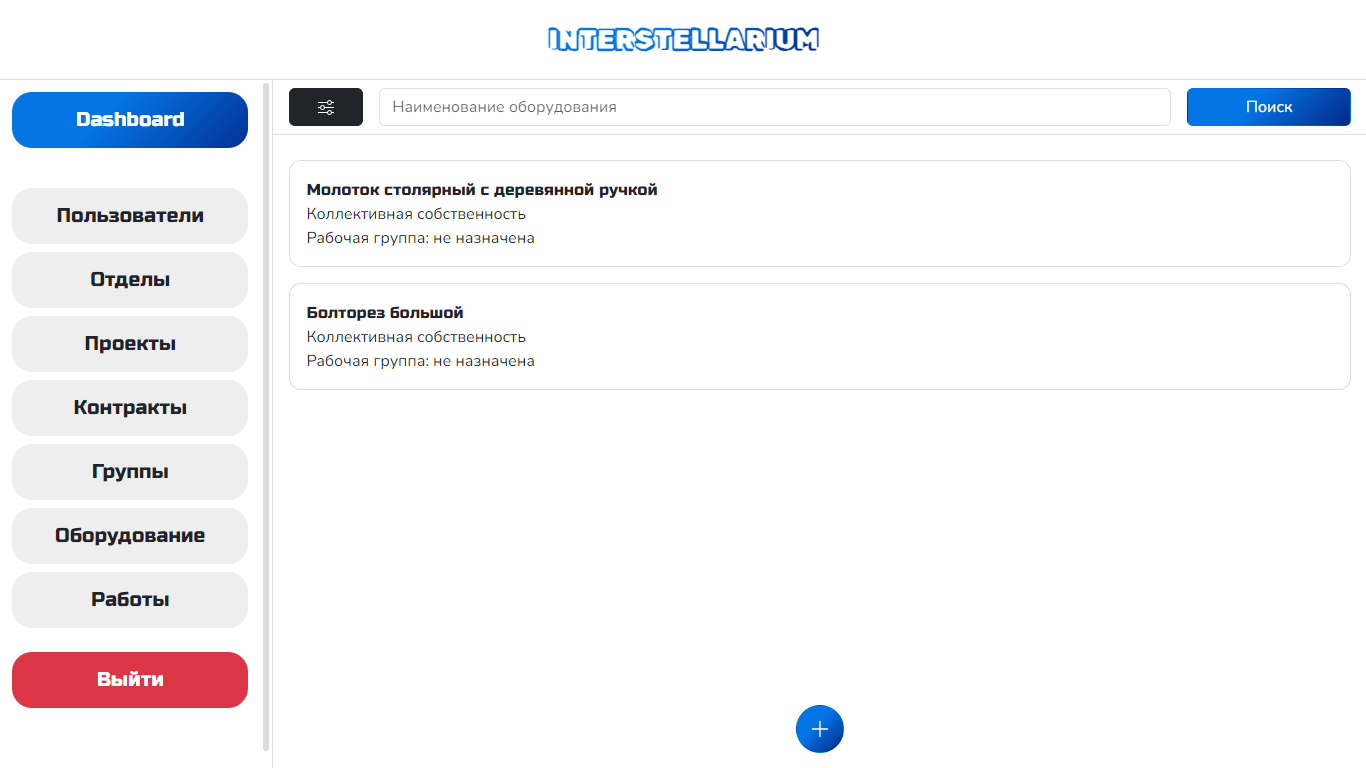 INTERSTELLARIUM
Dashboard
Пользователи
Отделы
Проекты
Контракты
Группы
Оборудование
Работы
Выйти
Наименование оборудования
Поиск
Молоток столярный с деревянной ручкой
Коллективная собственность
Рабочая группа: не назначена
Болторез большой
Коллективная собственность
Рабочая группа: не назначена